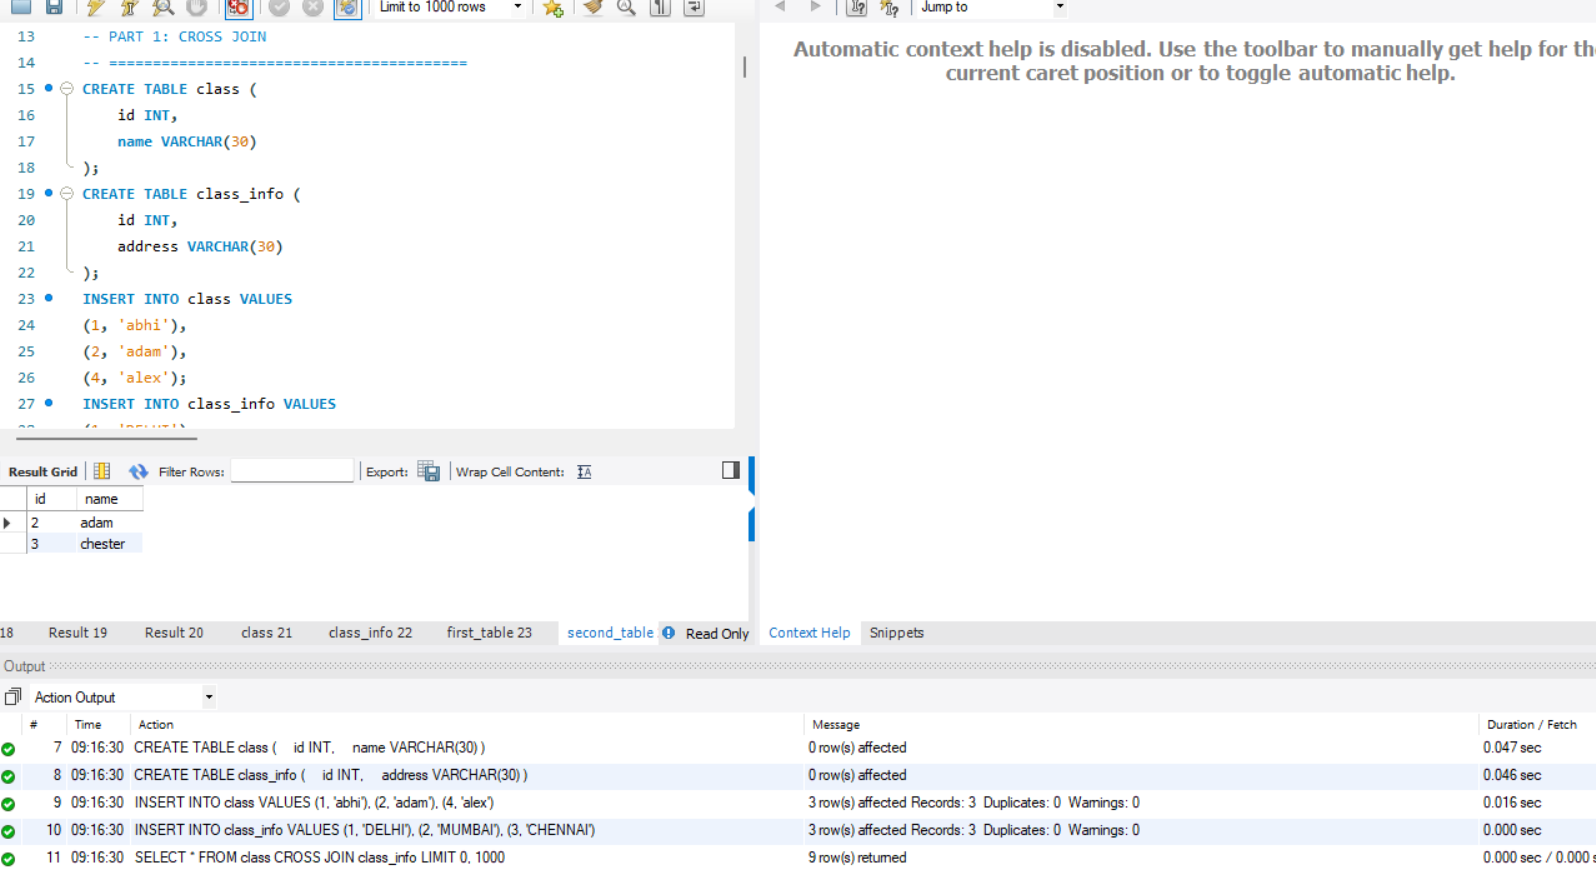 Limit to 1000 rows
Jump to
13 -- PART 1: CROSS JOIN
14 -- =========================================
15 CREATE TABLE class (
16 id INT,
17 name VARCHAR(30)
18 );
19 CREATE TABLE class_info (
20 id INT,
21 address VARCHAR(30)
22 );
23 INSERT INTO class VALUES
24 (1, 'abhi'),
25 (2, 'adam'),
26 (4, 'alex');
27 INSERT INTO class_info VALUES
Automatic context help is disabled. Use the toolbar to manually get help for the
current caret position or to toggle automatic help.
Result Grid Filter Rows: Export: Wrap Cell Content: IA
id name
2 adam
3 chester
18 Result 19 Result 20 class 21 class_info 22 first_table 23 second_table Read Only Context Help Snippets
Output
Action Output
# Time Action Message Duration / Fetch
7 09:16:30 CREATE TABLE class ( id INT, name VARCHAR(30) ) 0 row(s) affected 0.047 sec
8 09:16:30 CREATE TABLE class_info ( id INT, address VARCHAR(30) ) 0 row(s) affected 0.046 sec
9 09:16:30 INSERT INTO class VALUES (1, 'abhi'), (2, 'adam'), (4, 'alex') 3 row(s) affected Records: 3 Duplicates: 0 Warnings: 0 0.016 sec
10 09:16:30 INSERT INTO class_info VALUES (1, 'DELHI'), (2, 'MUMBAI'), (3, 'CHENNAI') 3 row(s) affected Records: 3 Duplicates: 0 Warnings: 0 0.000 sec
11 09:16:30 SELECT * FROM class CROSS JOIN class_info LIMIT 0, 1000 9 row(s) returned 0.000 sec / 0.000 s